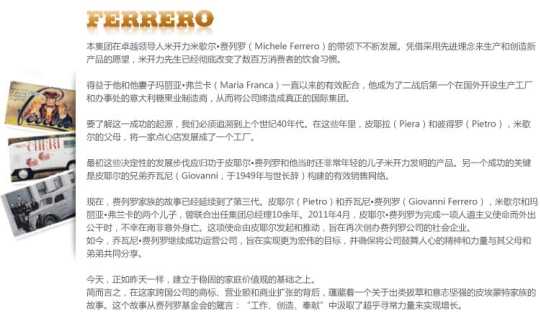 FERRERO
本集团在卓越领导人米开力米歇尔•费列罗（Michele Ferrero）的带领下不断发展。凭借采用先进理念来生产和创造新
产品的愿望，米开力先生已经彻底改变了数百万消费者的饮食习惯。
得益于他和他妻子玛丽亚•弗兰卡（Maria Franca）一直以来的有效配合，他成为了二战后第一个在国外开设生产工厂
和办事处的意大利糖果业制造商，从而将公司缔造成真正的国际集团。
要了解这一成功的起源，我们必须追溯到上个世纪40年代。在这些年里，皮耶拉（Piera）和彼得罗（Pietro），米歇
尔的父母，将一家点心店发展成了一个工厂。
最初这些决定性的发展步伐应归功于皮耶尔•费列罗和他当时还非常年轻的儿子米开力发明的产品。另一个成功的关键
是皮耶尔的兄弟乔瓦尼（Giovanni，于1949年与世长辞）构建的有效销售网络。
现在，费列罗家族的故事已经延续到了第三代。皮耶尔（Pietro）和乔瓦尼•费列罗（Giovanni Ferrero），米歇尔和玛
丽亚•弗兰卡的两个儿子，曾联合出任集团总经理10余年。2011年4月，皮耶尔•费列罗为完成一项人道主义使命而外出
公干时，不幸在南非意外身亡。这项使命由皮耶尔发起和推动，旨在再次创办费列罗公司的社会企业。
如今，乔瓦尼•费列罗继续成功运营公司，旨在实现更为宏伟的目标，并确保将公司鼓舞人心的精神和力量与其父母和
弟弟共同分享。
今天，正如昨天一样，建立于稳固的家庭价值观的基础之上。
简而言之，在这家跨国公司的商标、营业额和商业扩张的背后，蕴藏着一个关于出类拔萃和意志坚强的皮埃蒙特家族的
故事。这个故事从费列罗基金会的箴言：“工作、创造、奉献”中汲取了超乎寻常力量来实现增长。